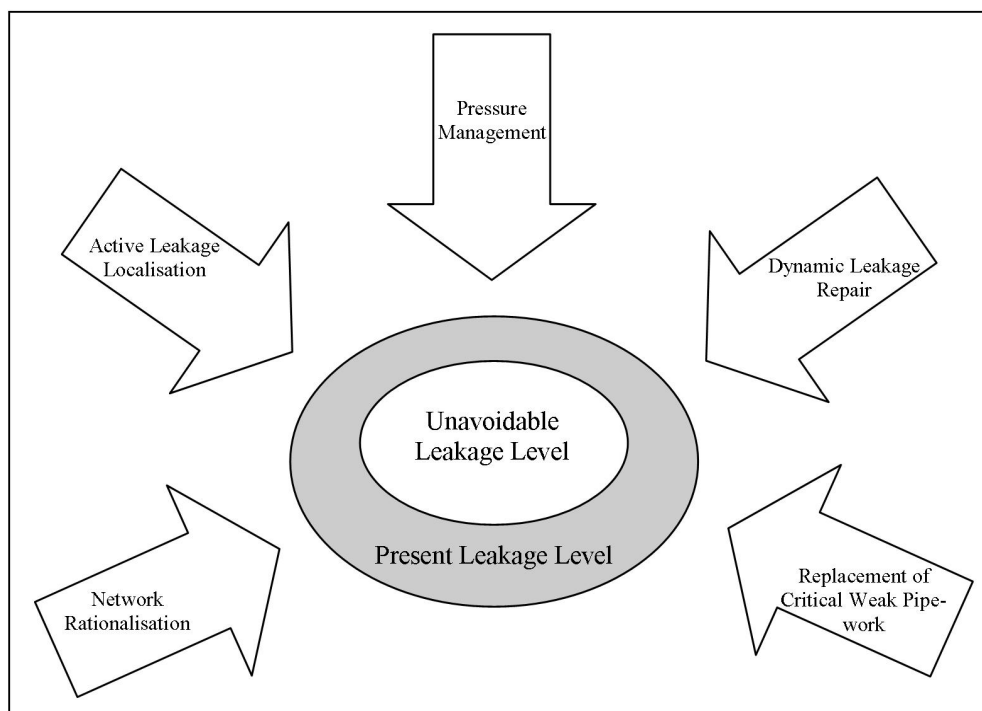 Pressure
Management
Active Leakage
Localisation
Dynamic Leakage
Repair
Unavoidable
Leakage Level
Present Leakage Level
Network
Rationalisation
Replacement of
Critical Weak Pipe-
work